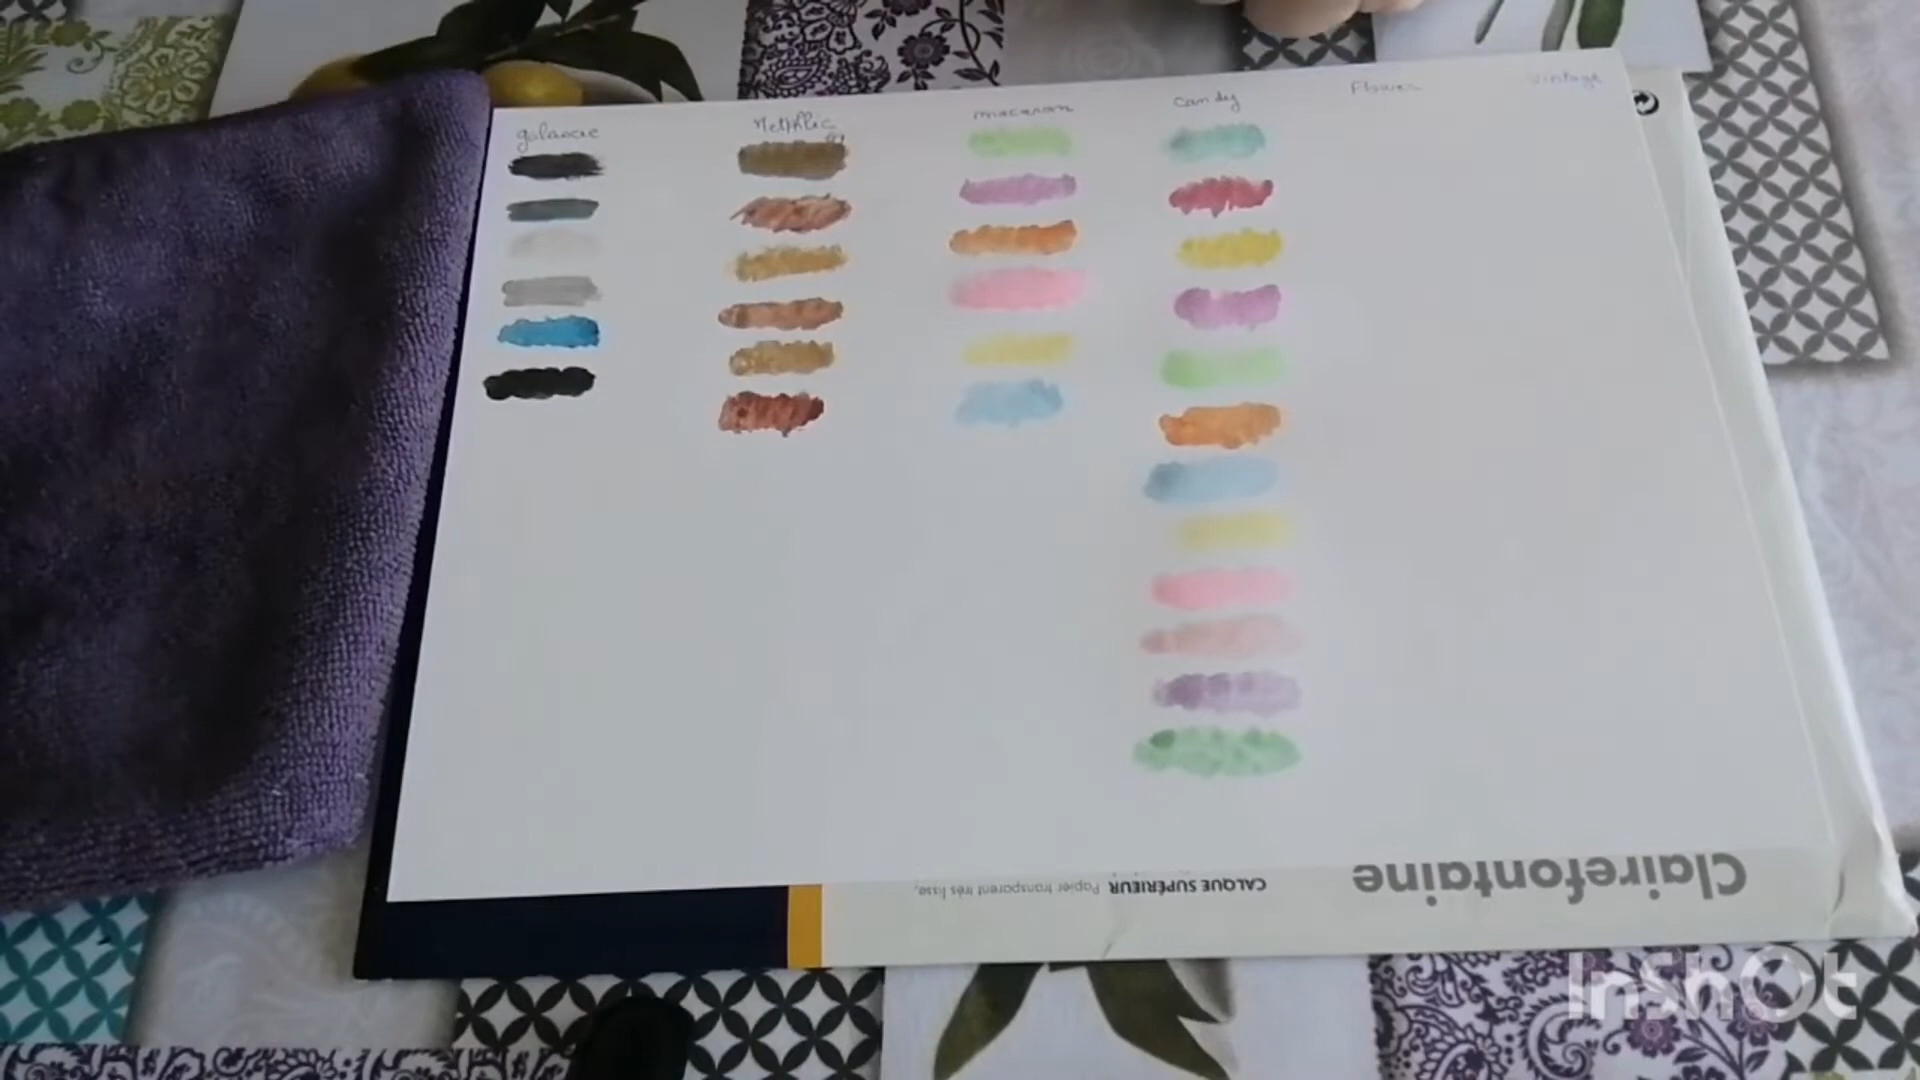 galaxie
Metallic
macaron
candy
Flower
vintage
CALQUE SUPÉRIEUR Papier transparent très lisse,
Clairefontaine
InShOt